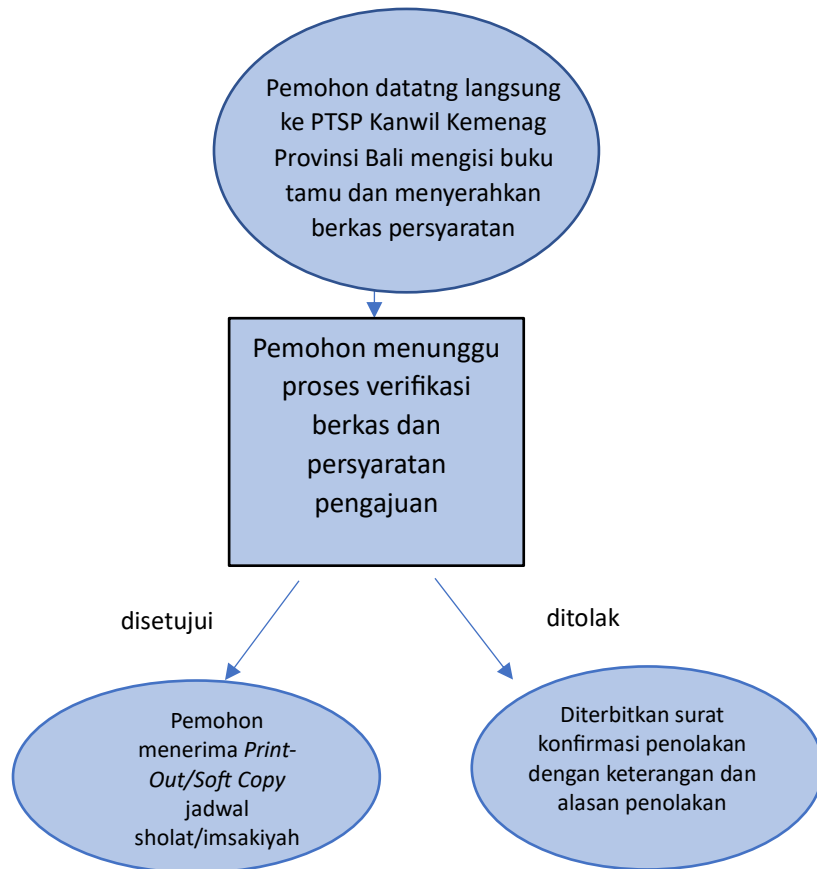 Pemohon datatng langsung
ke PTSP Kanwil Kemenag
Provinsi Bali mengisi buku
tamu dan menyerahkan
berkas persyaratan
Pemohon menunggu
proses verifikasi
berkas dan
persyaratan
pengajuan
disetujui
ditolak
Pemohon
menerima Print-
Out/Soft Copy
jadwal
sholat/imsakiyah
Diterbitkan surat
konfirmasi penolakan
dengan keterangan dan
alasan penolakan